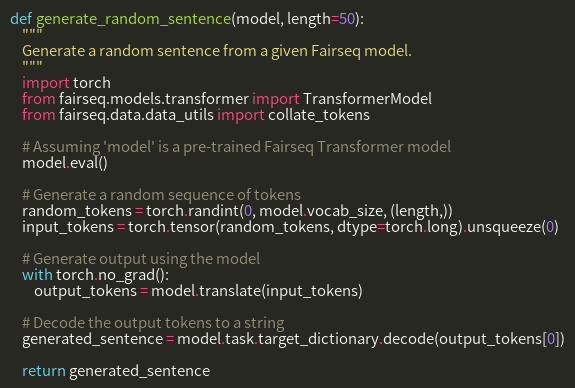 def generate_random_sentence(model, length=50):
    """
    Generate a random sentence from a given Fairseq model.
    """
    import torch
    from fairseq.models.transformer import TransformerModel
    from fairseq.data.data_utils import collate_tokens

    # Assuming 'model' is a pre-trained Fairseq Transformer model
    model.eval()

    # Generate a random sequence of tokens
    random_tokens = torch.randint(0, model.vocab_size, (length,))
    input_tokens = torch.tensor(random_tokens, dtype=torch.long).unsqueeze(0)

    # Generate output using the model
    with torch.no_grad():
        output_tokens = model.translate(input_tokens)

    # Decode the output tokens to a string
    generated_sentence = model.task.target_dictionary.decode(output_tokens[0])

    return generated_sentence